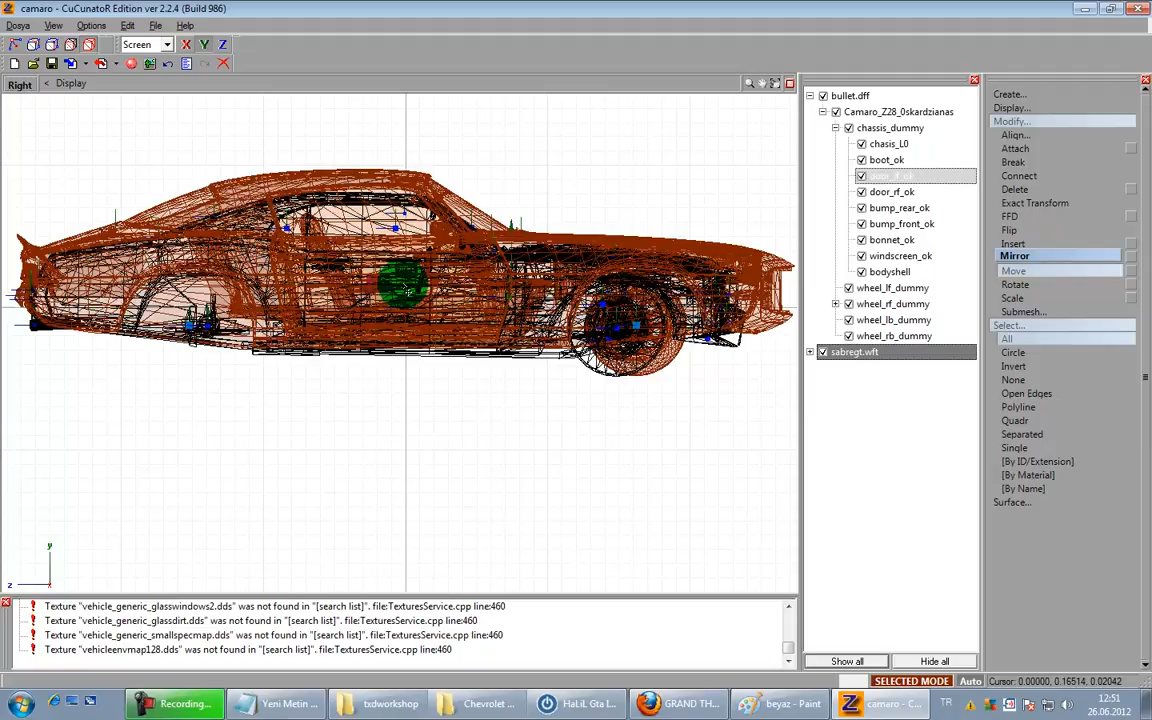 camaro - CuCunatoR Edition ver 2.2.4 (Build 986)
Dosya View Options Edit File Help
Screen X Y Z
Right < Display
bullet.dff
Camaro_Z28_0skardzianas
chassis_dummy
chasis_L0
boot_ok
door_lf_ok
door_rf_ok
bump_rear_ok
bump_front_ok
bonnet_ok
windscreen_ok
bodyshell
wheel_lf_dummy
wheel_rf_dummy
wheel_lb_dummy
wheel_rb_dummy
sabregt.wft
Show all Hide all
Create...
Display...
Modify...
Align...
Attach
Break
Connect
Delete
Exact Transform
FFD
Flip
Insert
Mirror
Move
Rotate
Scale
Submesh...
Select...
All
Circle
Invert
None
Open Edges
Polyline
Quadr
Separated
Single
[By ID/Extension]
[By Material]
[By Name]
Surface...
y
z
x
Texture "vehicle_generic_glasswindows2.dds" was not found in "[search list]". file:TexturesService.cpp line:460
Texture "vehicle_generic_glassdirt.dds" was not found in "[search list]". file:TexturesService.cpp line:460
Texture "vehicle_generic_smallspecmap.dds" was not found in "[search list]". file:TexturesService.cpp line:460
Texture "vehicleenvmap128.dds" was not found in "[search list]". file:TexturesService.cpp line:460
SELECTED MODE Auto Cursor: 0.00000, 0.16514, 0.02042
Recording... Yeni Metin ... txdworkshop Chevrolet ... HaLiL Gta I... GRAND TH... beyaz - Paint camaro - C... TR 12:51
26.06.2012